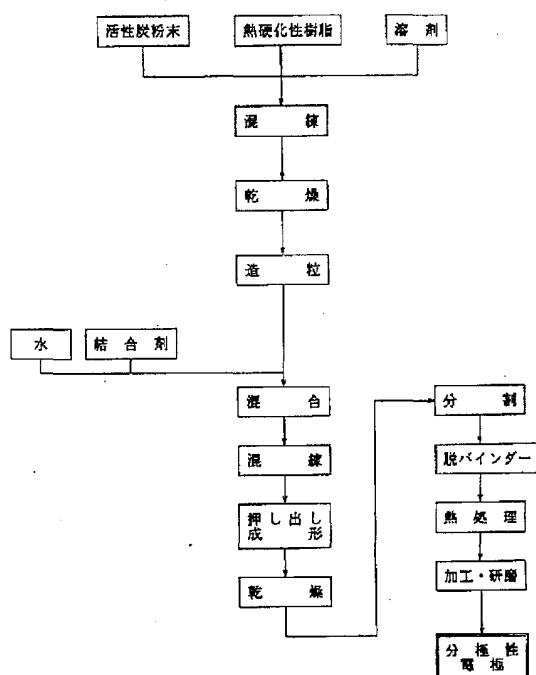 活性炭粉末
熱硬化性樹脂
溶剤
混練
乾燥
造粒
水
結合剤
混合
混練
押し出し
成形
乾燥
分割
脱バインダー
熱処理
加工・研磨
分極性
電極